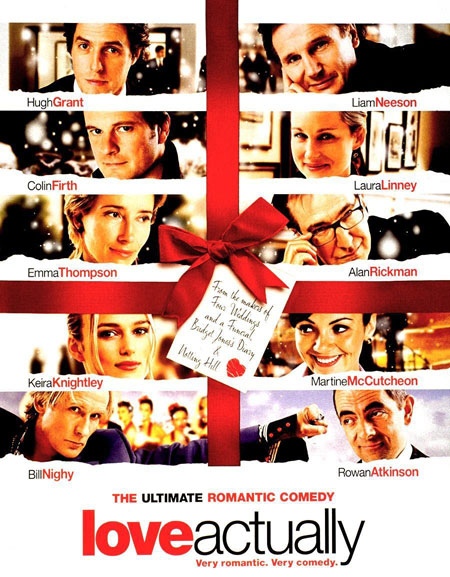 HughGrant
LiamNeeson
ColinFirth
LauraLinney
EmmaThompson
AlanRickman
From the makers of
Four Weddings
and a Funeral,
Bridget Jones's Diary
&
Notting Hill
KeiraKnightley
MartineMcCutcheon
BillNighy
RowanAtkinson
THE ULTIMATE ROMANTIC COMEDY
loveactually
Very romantic. Very comedy.